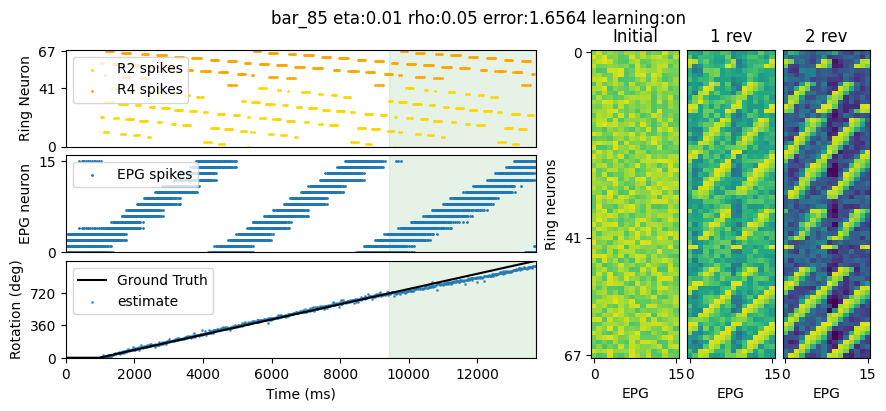 bar_85 eta:0.01 rho:0.05 error:1.6564 learning:on
Ring Neuron
67
41
0
R2 spikes
R4 spikes
EPG neuron
15
0
EPG spikes
Rotation (deg)
720
360
0
Ground Truth
estimate
0 2000 4000 6000 8000 10000 12000
Time (ms)
Initial 1 rev 2 rev
Ring neurons
0
41
67
0 15 0 15 0 15
EPG EPG EPG